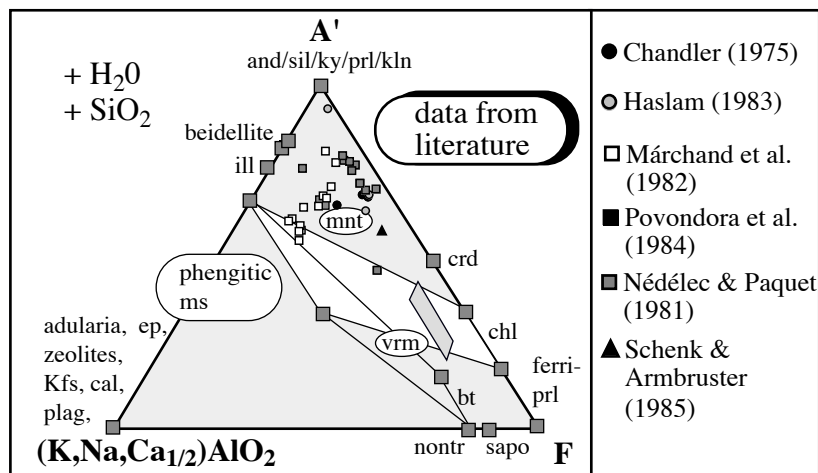 A'
and/sil/ky/prl/kln
+ H₂0
+ SiO₂
data from
literature
beidellite
ill
mnt
phengitic
ms
crd
adularia, ep,
zeolites,
Kfs, cal,
plag,
chl
vrm
ferri-
prl
bt
(K,Na,Ca₁/₂)AlO₂
nontr
sapo
F
Chandler (1975)
Haslam (1983)
Márchand et al.
(1982)
Povondora et al.
(1984)
Nédélec & Paquet
(1981)
Schenk &
Armbruster
(1985)